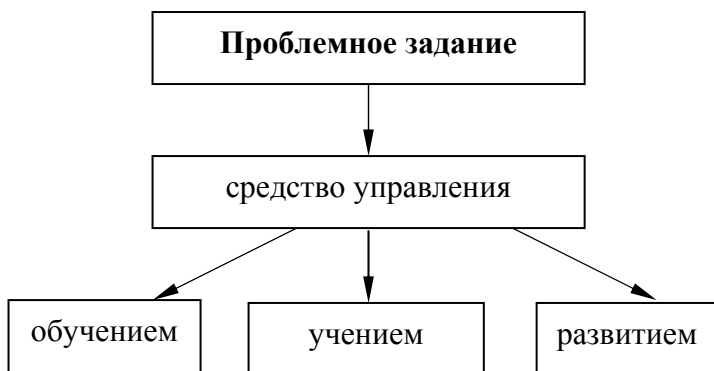 Проблемное задание
средство управления
обучением
учением
развитием